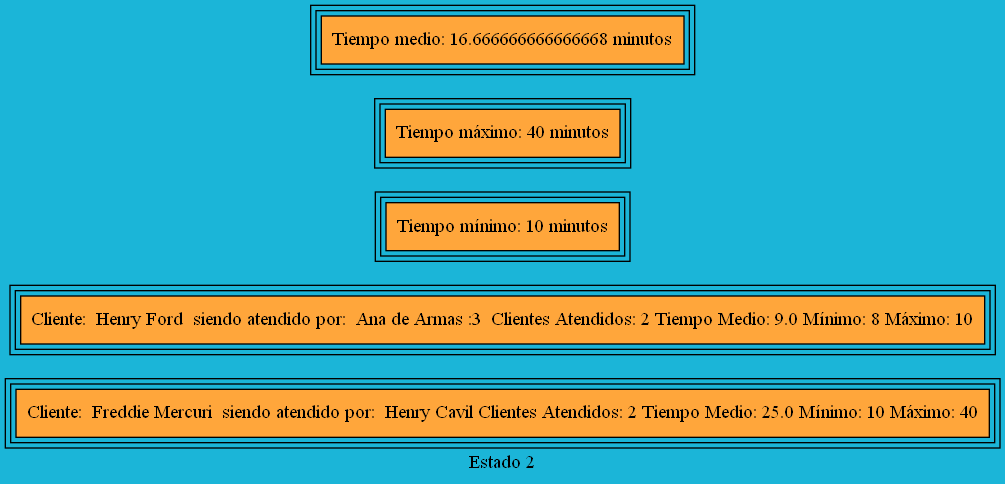 Tiempo medio: 16.666666666666668 minutos
Tiempo máximo: 40 minutos
Tiempo mínimo: 10 minutos
Cliente:  Henry Ford  siendo atendido por:  Ana de Armas :3  Clientes Atendidos: 2 Tiempo Medio: 9.0 Mínimo: 8 Máximo: 10
Cliente:  Freddie Mercuri  siendo atendido por:  Henry Cavil Clientes Atendidos: 2 Tiempo Medio: 25.0 Mínimo: 10 Máximo: 40
Estado 2